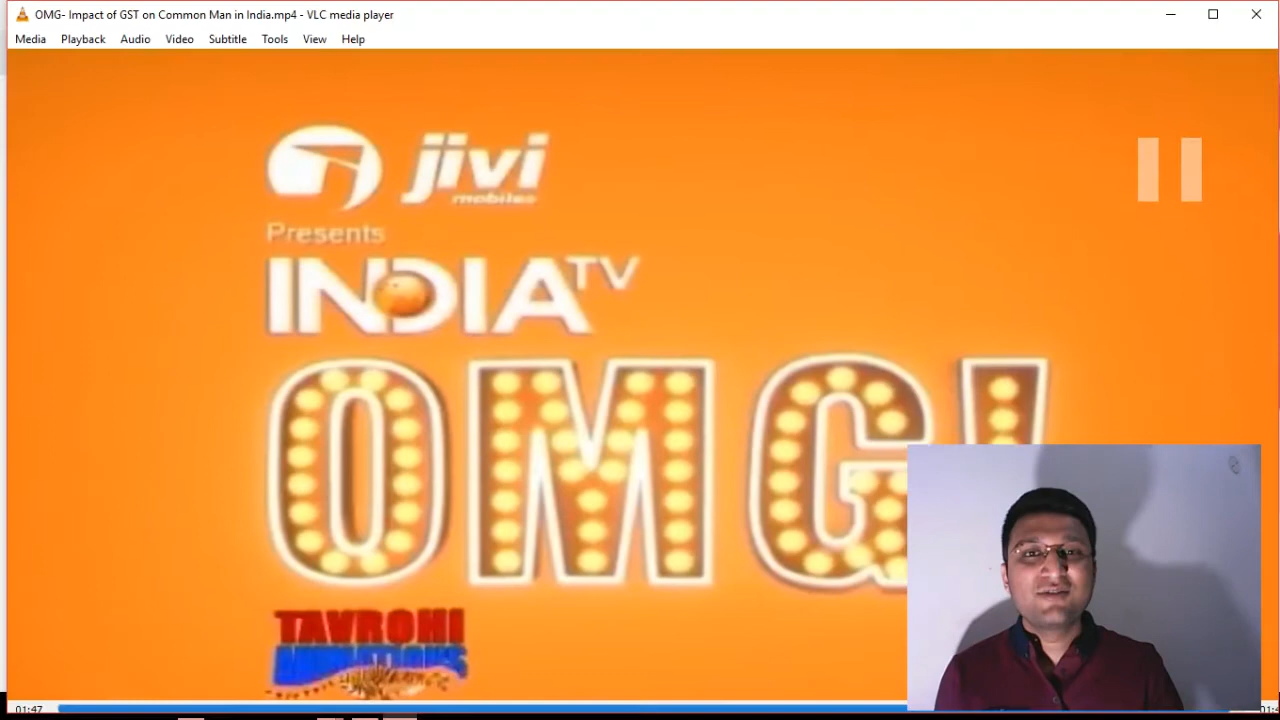 OMG- Impact of GST on Common Man in India.mp4 - VLC media player
Media Playback Audio Video Subtitle Tools View Help
jivi
mobiles
Presents
INDIA TV
OMG!
TAVROHI
01:47